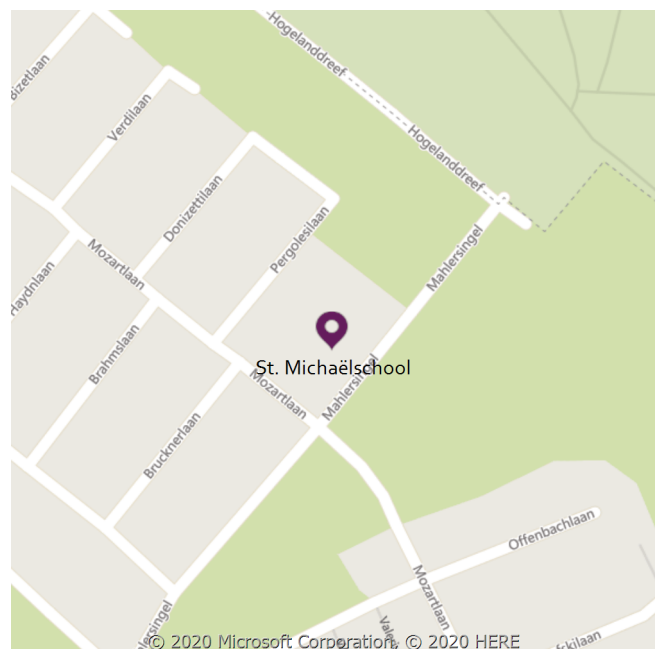 Hogelanddreef
Bizetlaan
Verdilaan
Hogelanddreef
Donizettilaan
Pergolesilaan
Mahlersingel
Mozartlaan
Haydnlaan
Brahmslaan
St. Michaëlschool
Mozartlaan
Mahlersingel
Brucknerlaan
Offenbachlaan
Mozartlaan
© 2020 Microsoft Corporation, © 2020 HERE